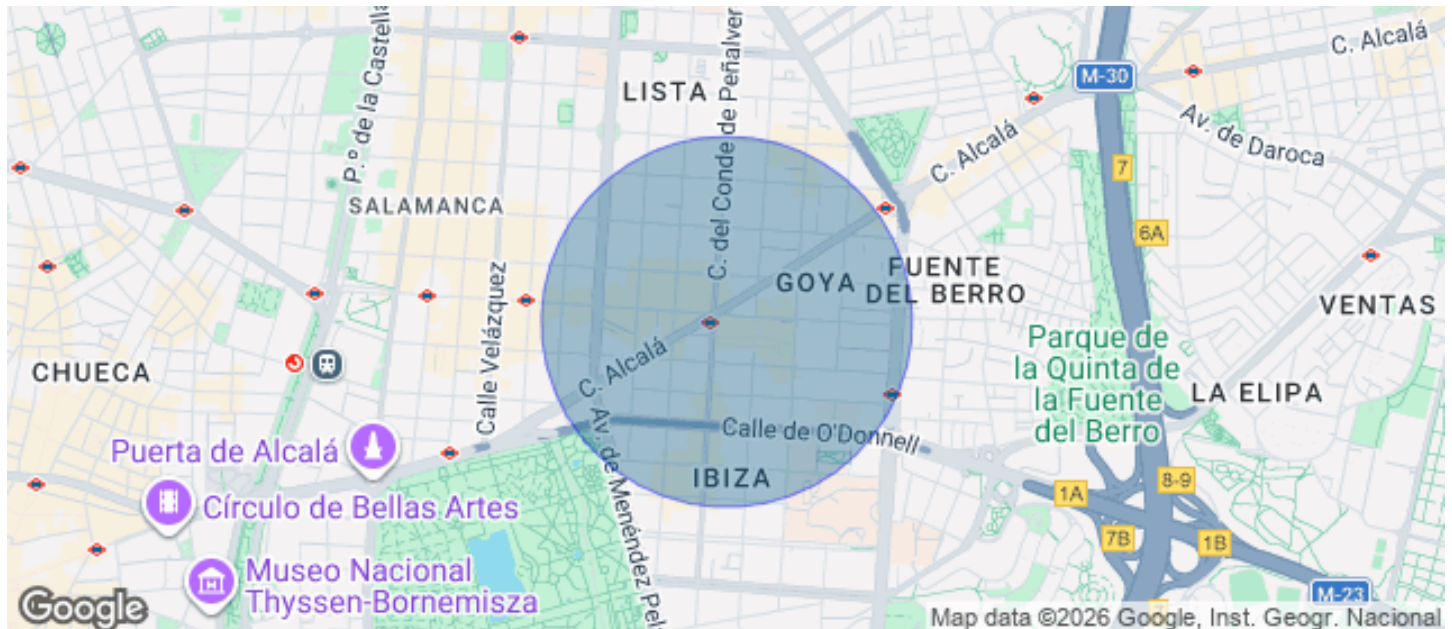 C. Alcalá
M-30
P.º de la Castell
LISTA
C. del Conde de Peñalver
Av. de Daroca
7
C. Alcalá
SALAMANCA
6A
GOYA
FUENTE
DEL BERRO
VENTAS
Calle Velázquez
Parque de
la Quinta de
la Fuente
del Berro
CHUECA
C. Alcalá
LA ELIPA
Puerta de Alcalá
Calle de O'Donnell
Av. de Menéndez Pel
IBIZA
8-9
1A
Círculo de Bellas Artes
7B
1B
Museo Nacional
Thyssen-Bornemisza
M-23
Google
Map data ©2026 Google, Inst. Geogr. Nacional